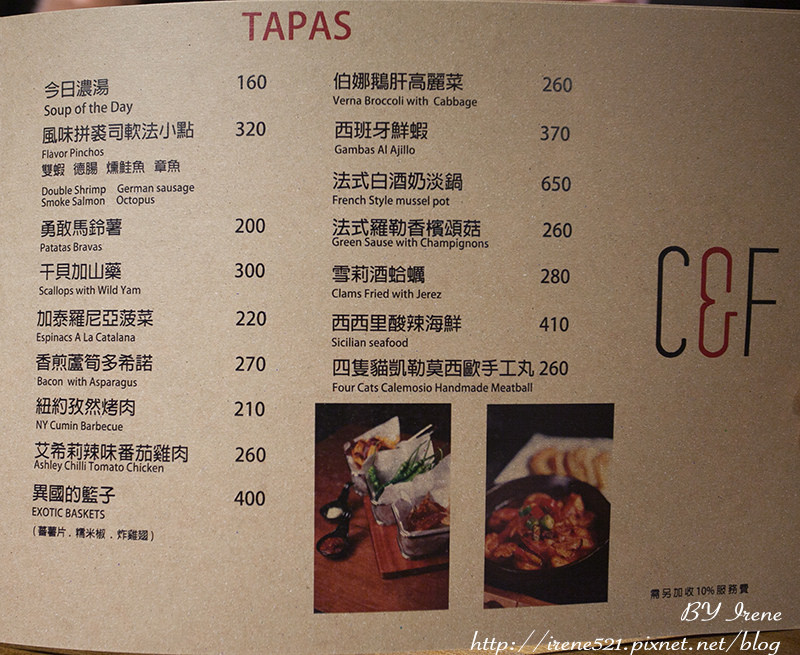 TAPAS
今日濃湯 160
Soup of the Day
風味拼裘司軟法小點 320
Flavor Pinchos
雙蝦 德腸 燻鮭魚 章魚
Double Shrimp German sausage
Smoke Salmon Octopus
勇敢馬鈴薯 200
Patatas Bravas
干貝加山藥 300
Scallops with Wild Yam
加泰羅尼亞菠菜 220
Espinacs A La Catalana
香煎蘆筍多希諾 270
Bacon with Asparagus
紐約孜然烤肉 210
NY Cumin Barbecue
艾希莉辣味番茄雞肉 260
Ashley Chilli Tomato Chicken
異國的籃子 400
EXOTIC BASKETS
(蕃薯片．糯米椒．炸雞翅)
伯娜鵝肝高麗菜 260
Verna Broccoli with Cabbage
西班牙鮮蝦 370
Gambas Al Ajillo
法式白酒奶淡鍋 650
French Style mussel pot
法式羅勒香檳頌菇 260
Green Sause with Champignons
雪莉酒蛤蠣 280
Clams Fried with Jerez
西西里酸辣海鮮 410
Sicilian seafood
四隻貓凱勒莫西歐手工丸 260
Four Cats Calemosio Handmade Meatball
C&F
需另加收10%服務費
BY Irene
http://irene521.pixnet.net/blog